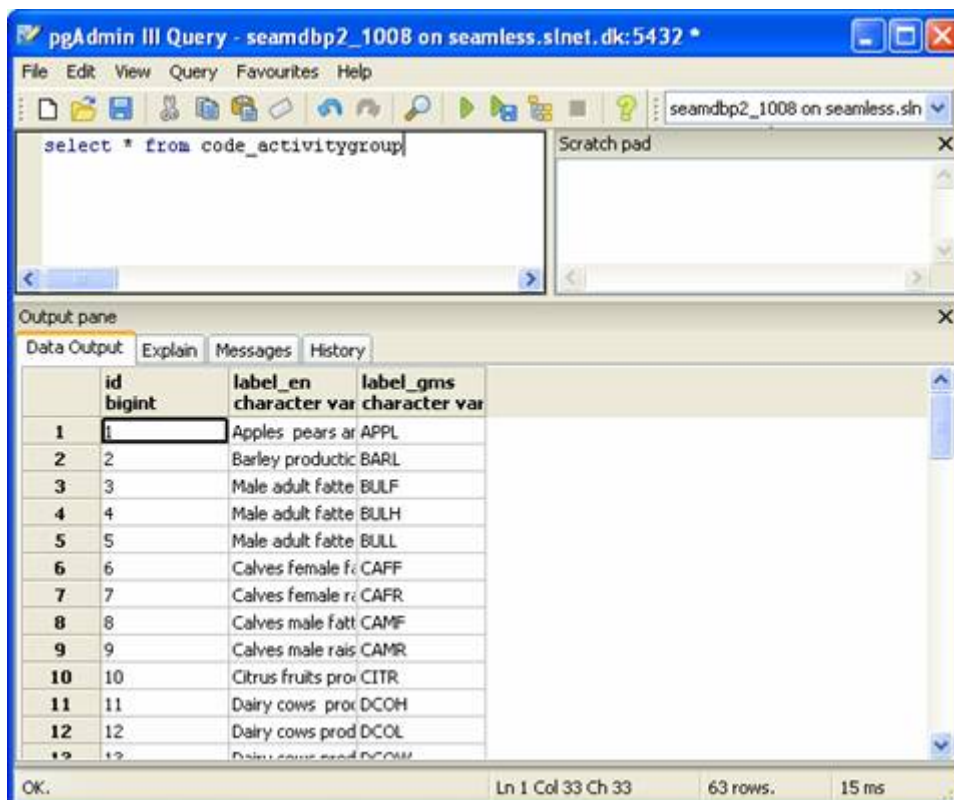 pgAdmin III Query - seamdbp2_1008 on seamless.slnet.dk:5432 *
File Edit View Query Favourites Help
seamdbp2_1008 on seamless.sln
select * from code_activitygroup
Scratch pad
Output pane
Data Output Explain Messages History
id label_en label_gms
bigint character var character var
1 1 Apples pears ar APPL
2 2 Barley productic BARL
3 3 Male adult fatte BULF
4 4 Male adult fatte BULH
5 5 Male adult fatte BULL
6 6 Calves female fa CAFF
7 7 Calves female ra CAFR
8 8 Calves male fatt CAMF
9 9 Calves male rais CAMR
10 10 Citrus fruits pro CITR
11 11 Dairy cows proc DCOH
12 12 Dairy cows prod DCOL
13 13 Dairy cows prod DCOW
OK. Ln 1 Col 33 Ch 33 63 rows. 15 ms